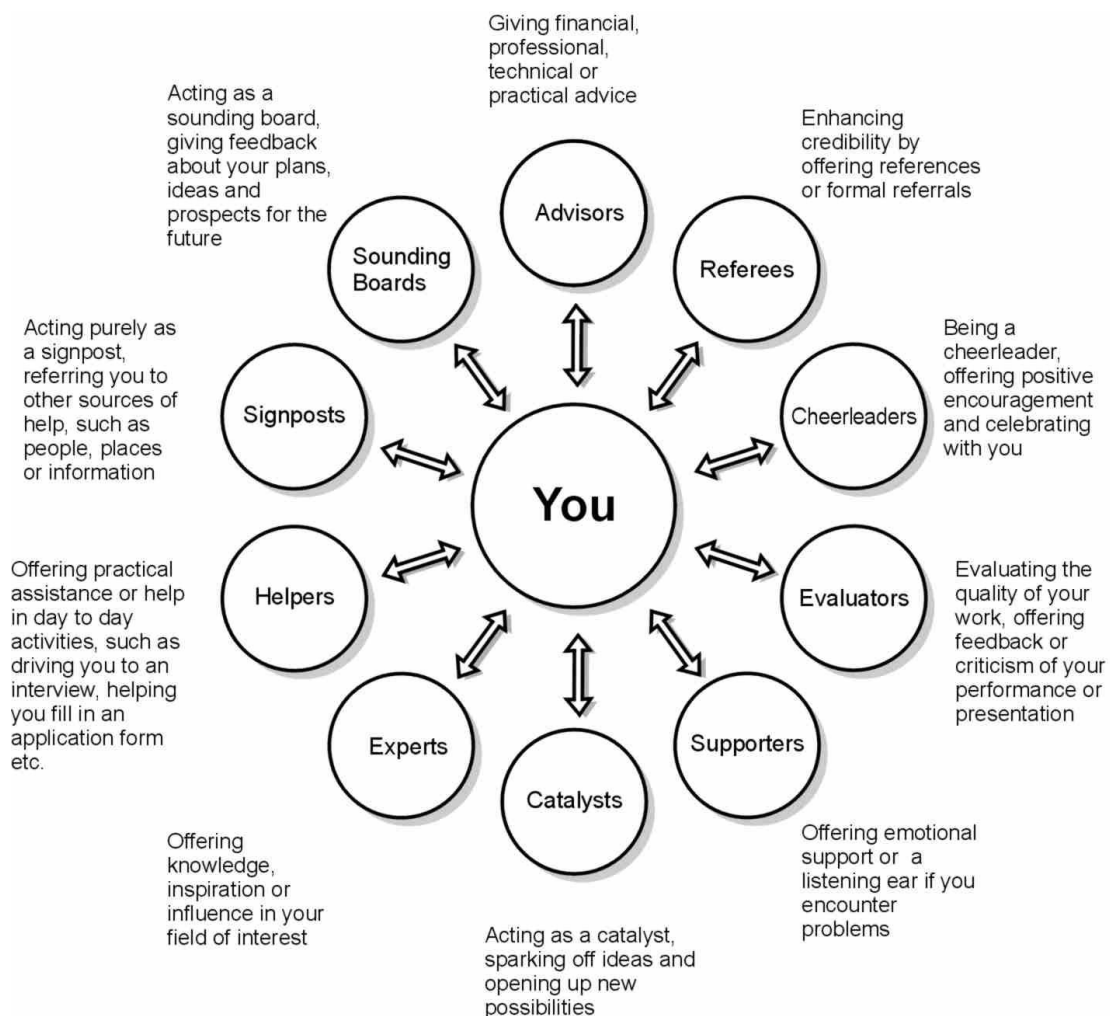 Giving financial,
professional,
technical or
practical advice
Advisors
Enhancing
credibility by
offering references
or formal referrals
Referees
Being a
cheerleader,
offering positive
encouragement
and celebrating
with you
Cheerleaders
Evaluating the
quality of your
work, offering
feedback or
criticism of your
performance or
presentation
Evaluators
Offering emotional
support or a
listening ear if you
encounter
problems
Supporters
Acting as a catalyst,
sparking off ideas and
opening up new
possibilities
Catalysts
Offering
knowledge,
inspiration or
influence in your
field of interest
Experts
Offering practical
assistance or help
in day to day
activities, such as
driving you to an
interview, helping
you fill in an
application form
etc.
Helpers
Acting purely as
a signpost,
referring you to
other sources of
help, such as
people, places
or information
Signposts
Acting as a
sounding board,
giving feedback
about your plans,
ideas and
prospects for the
future
Sounding
Boards
You